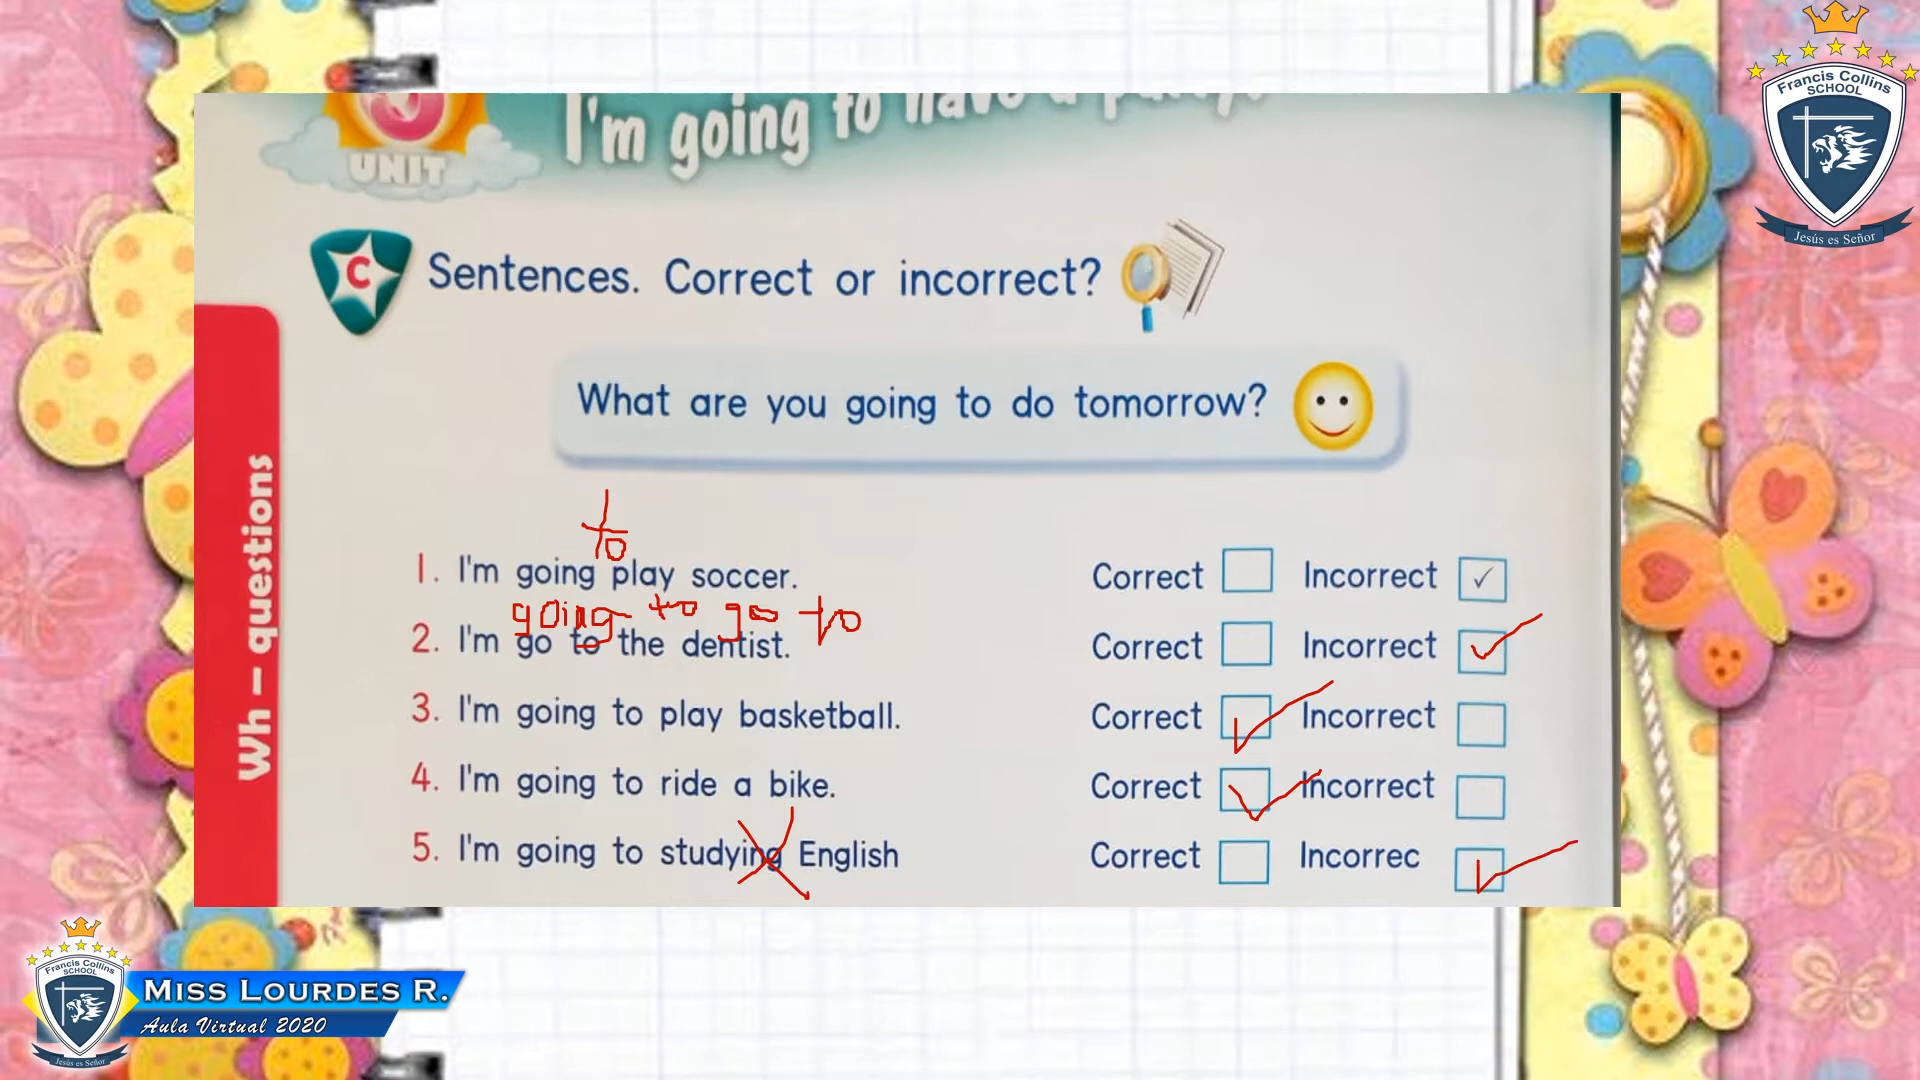 Francis Collins
SCHOOL
Jesús es Señor
I'm going to have a party!
UNIT
C Sentences. Correct or incorrect?
What are you going to do tomorrow?
Wh – questions
to
1. I'm going play soccer. Correct Incorrect ✓
going to go to
2. I'm go to the dentist. Correct Incorrect ✓
3. I'm going to play basketball. Correct ✓ Incorrect
4. I'm going to ride a bike. Correct ✓ Incorrect
5. I'm going to studying English Correct Incorrec ✓
Francis Collins
SCHOOL
Jesús es Señor
MISS LOURDES R.
Aula Virtual 2020